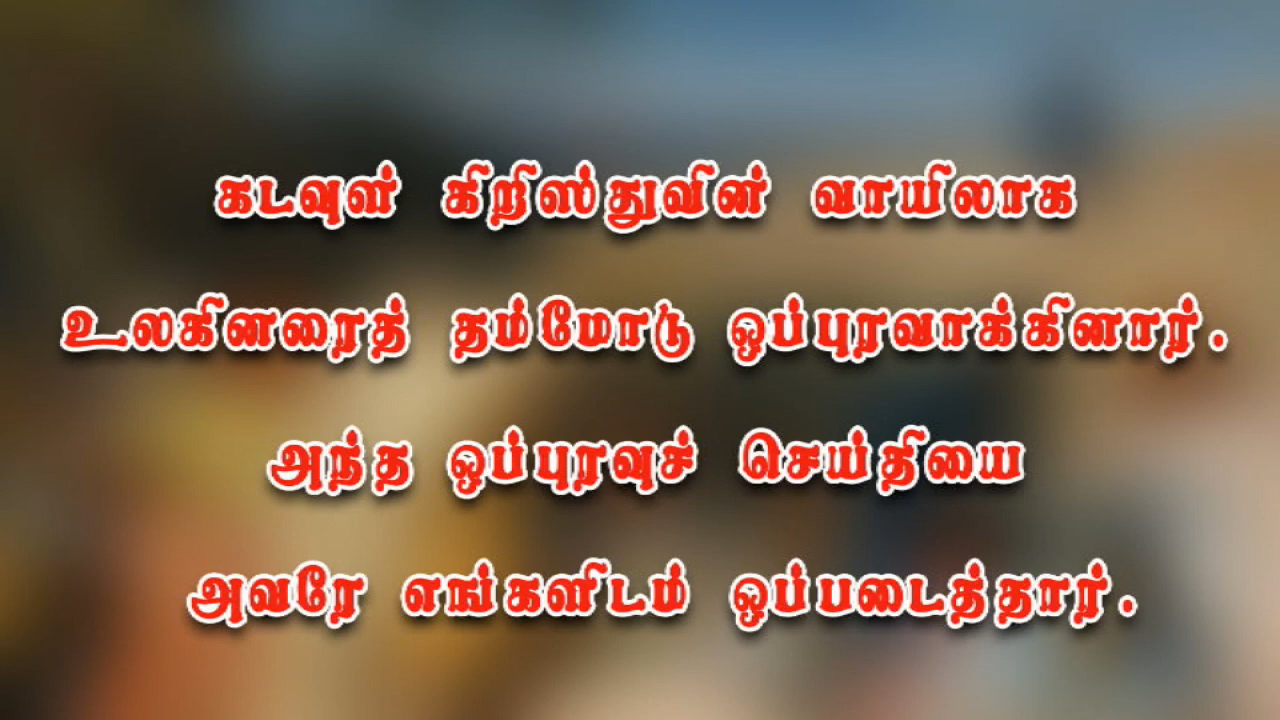 கடவுள் கிறிஸ்துவின் வாயிலாக
உலகினரைத் தம்மோடு ஒப்புரவாக்கினார்.
அந்த ஒப்புரவுச் செய்தியை
அவரே எங்களிடம் ஒப்படைத்தார்.